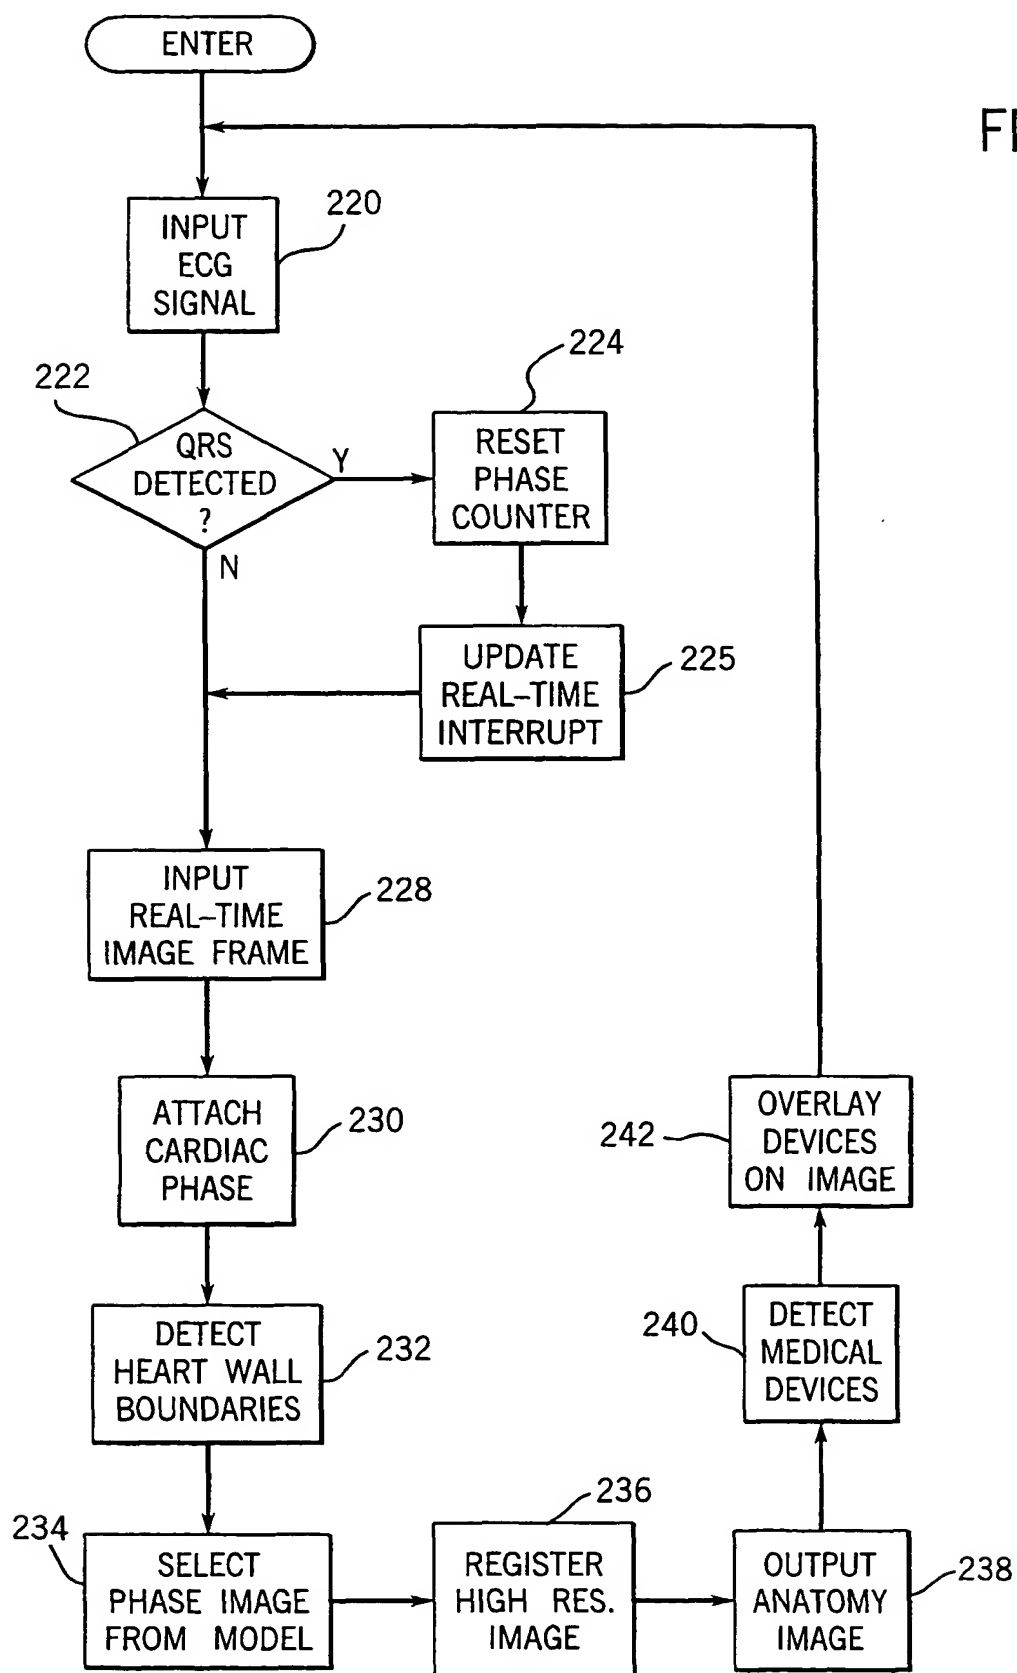 ENTER
FI
INPUT
ECG
SIGNAL
220
222
QRS
DETECTED
?
Y
N
224
RESET
PHASE
COUNTER
UPDATE
REAL-TIME
INTERRUPT
225
INPUT
REAL-TIME
IMAGE FRAME
228
ATTACH
CARDIAC
PHASE
230
DETECT
HEART WALL
BOUNDARIES
232
234
SELECT
PHASE IMAGE
FROM MODEL
236
REGISTER
HIGH RES.
IMAGE
OUTPUT
ANATOMY
IMAGE
238
240
DETECT
MEDICAL
DEVICES
242
OVERLAY
DEVICES
ON IMAGE